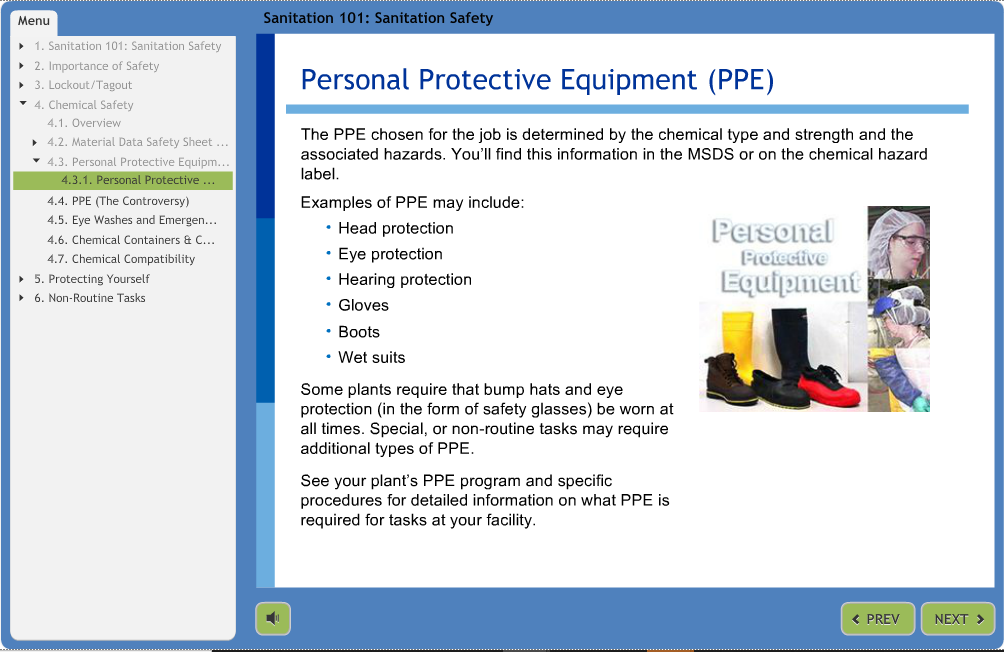 Menu
1. Sanitation 101: Sanitation Safety
2. Importance of Safety
3. Lockout/Tagout
4. Chemical Safety
4.1. Overview
4.2. Material Data Safety Sheet ...
4.3. Personal Protective Equipm...
4.3.1. Personal Protective ...
4.4. PPE (The Controversy)
4.5. Eye Washes and Emergen...
4.6. Chemical Containers & C...
4.7. Chemical Compatibility
5. Protecting Yourself
6. Non-Routine Tasks
Sanitation 101: Sanitation Safety
Personal Protective Equipment (PPE)
The PPE chosen for the job is determined by the chemical type and strength and the
associated hazards. You’ll find this information in the MSDS or on the chemical hazard
label.
Examples of PPE may include:
• Head protection
• Eye protection
• Hearing protection
• Gloves
• Boots
• Wet suits
Personal
Protective
Equipment
Some plants require that bump hats and eye
protection (in the form of safety glasses) be worn at
all times. Special, or non-routine tasks may require
additional types of PPE.
See your plant’s PPE program and specific
procedures for detailed information on what PPE is
required for tasks at your facility.
PREV
NEXT